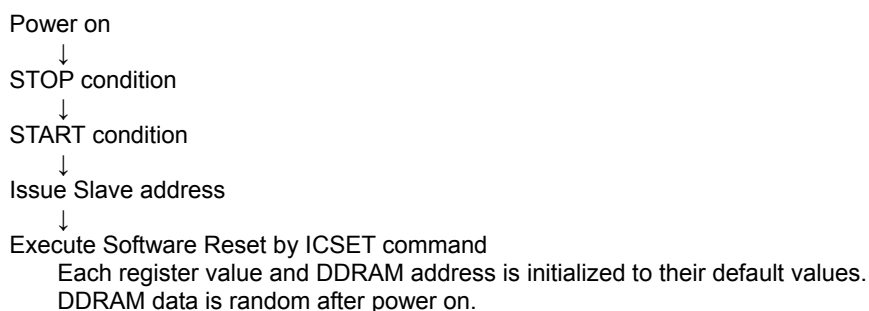 Power on
↓
STOP condition
↓
START condition
↓
Issue Slave address
↓
Execute Software Reset by ICSET command
Each register value and DDRAM address is initialized to their default values.
DDRAM data is random after power on.